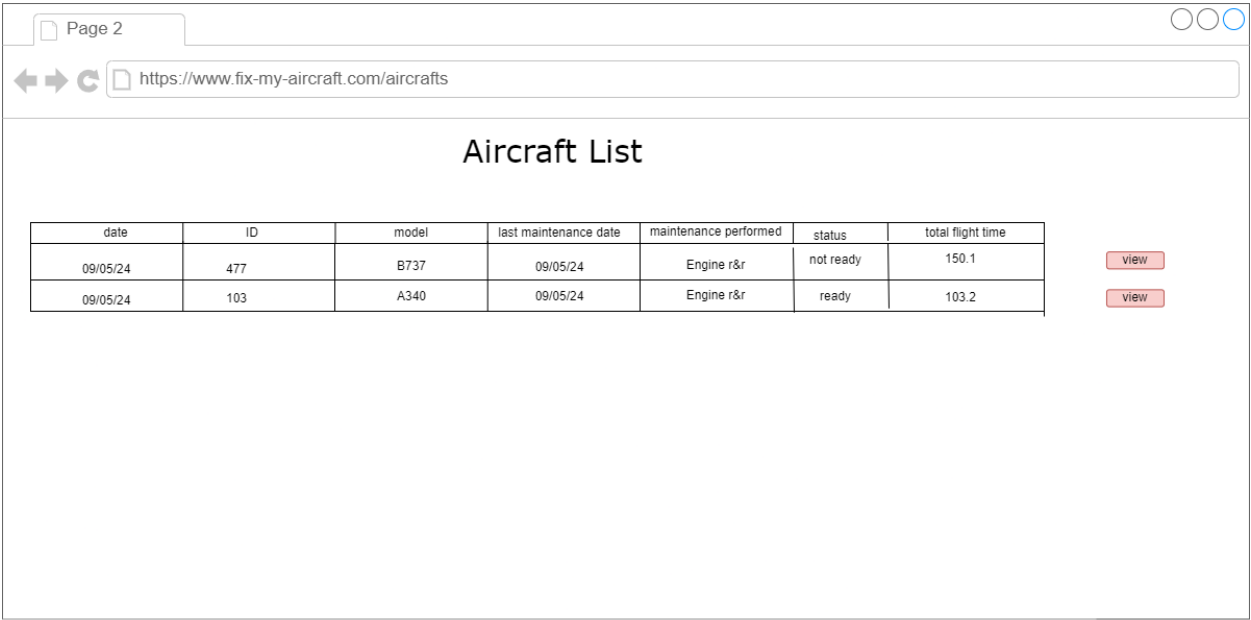 Page 2
https://www.fix-my-aircraft.com/aircrafts
Aircraft List
date ID model last maintenance date maintenance performed status total flight time
09/05/24 477 B737 09/05/24 Engine r&r not ready 150.1 view
09/05/24 103 A340 09/05/24 Engine r&r ready 103.2 view